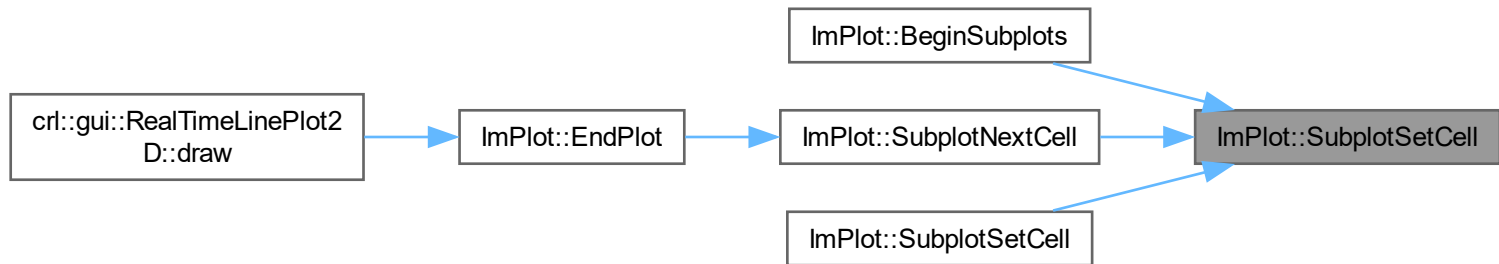 ImPlot::BeginSubplots
crl::gui::RealTimeLinePlot2
D::draw
ImPlot::EndPlot
ImPlot::SubplotNextCell
ImPlot::SubplotSetCell
ImPlot::SubplotSetCell